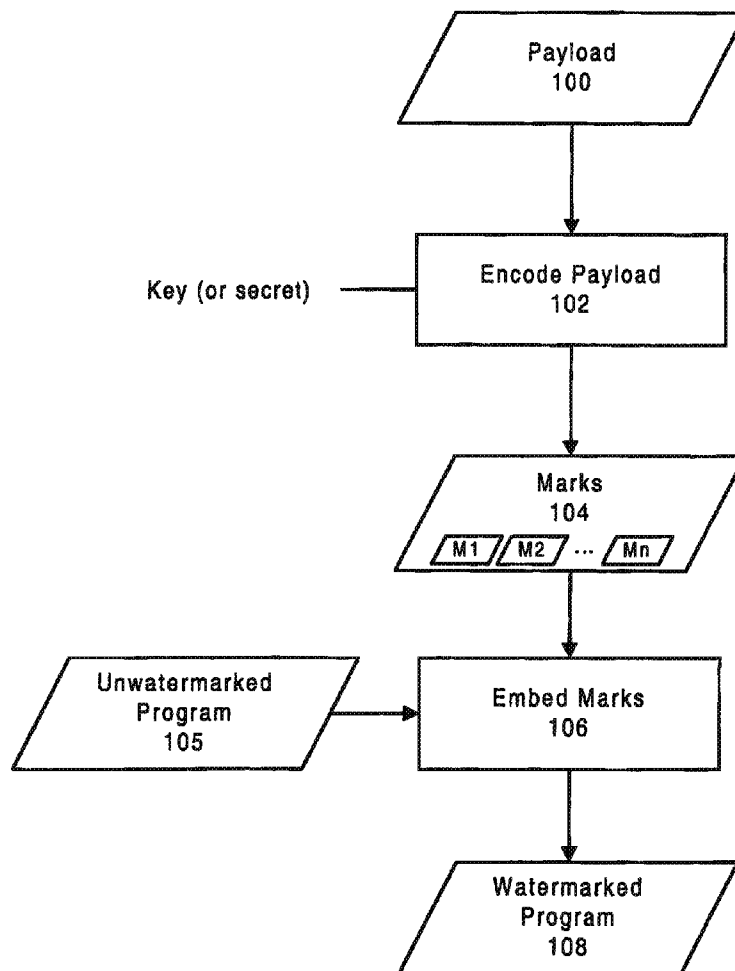 Payload
100
Key (or secret)
Encode Payload
102
Marks
104
M1 M2 ... Mn
Unwatermarked
Program
105
Embed Marks
106
Watermarked
Program
108